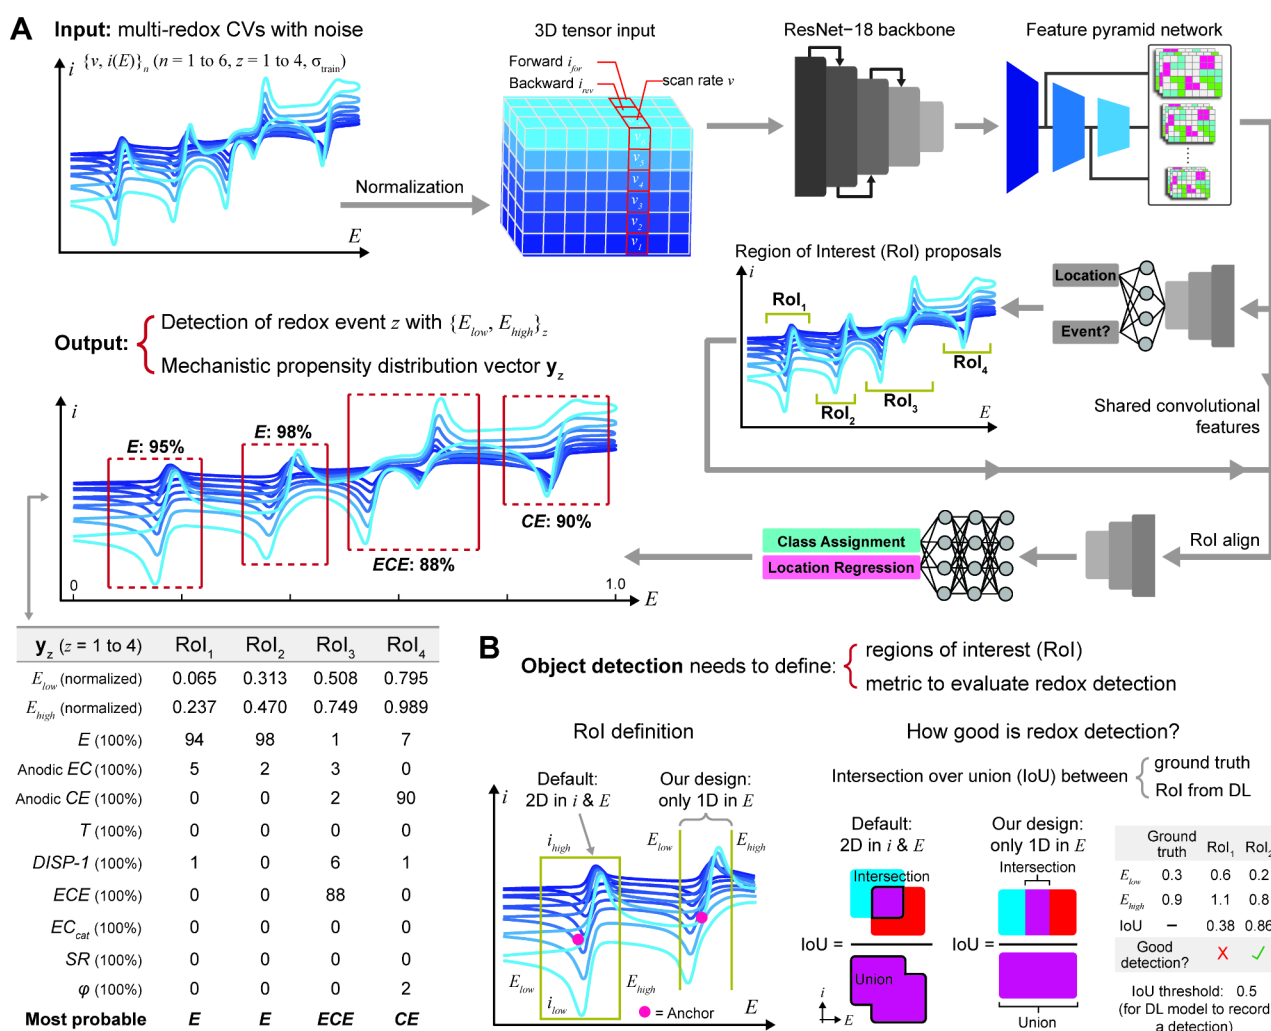 A
Input: multi-redox CVs with noise
{v, i(E)}n (n = 1 to 6, z = 1 to 4, σtrain)
i
E
Normalization
3D tensor input
Forward ifor
Backward irev
scan rate v
v5
v4
v3
v2
v1
ResNet−18 backbone
Feature pyramid network
Region of Interest (RoI) proposals
i
RoI1
RoI2
RoI3
RoI4
E
Location
Event?
Shared convolutional
features
RoI align
Class Assignment
Location Regression
Output:
Detection of redox event z with {Elow, Ehigh}z
Mechanistic propensity distribution vector yz
i
E: 95%
E: 98%
ECE: 88%
CE: 90%
0
1.0
E
yz (z = 1 to 4) RoI1 RoI2 RoI3 RoI4
Elow (normalized) 0.065 0.313 0.508 0.795
Ehigh (normalized) 0.237 0.470 0.749 0.989
E (100%) 94 98 1 7
Anodic EC (100%) 5 2 3 0
Anodic CE (100%) 0 0 2 90
T (100%) 0 0 0 0
DISP-1 (100%) 1 0 6 1
ECE (100%) 0 0 88 0
ECcat (100%) 0 0 0 0
SR (100%) 0 0 0 0
φ (100%) 0 0 0 2
Most probable E E ECE CE
B
Object detection needs to define:
regions of interest (RoI)
metric to evaluate redox detection
RoI definition
Default:
2D in i & E
Our design:
only 1D in E
i
ihigh
Elow
Ehigh
Elow
ilow
Ehigh
E
= Anchor
How good is redox detection?
Intersection over union (IoU) between
ground truth
RoI from DL
Default:
2D in i & E
Intersection
IoU =
Union
i
E
Our design:
only 1D in E
Intersection
IoU =
Union
Ground
truth RoI1 RoI2
Elow 0.3 0.6 0.2
Ehigh 0.9 1.1 0.8
IoU – 0.38 0.86
Good
detection? ✗ ✓
IoU threshold: 0.5
(for DL model to record
a detection)